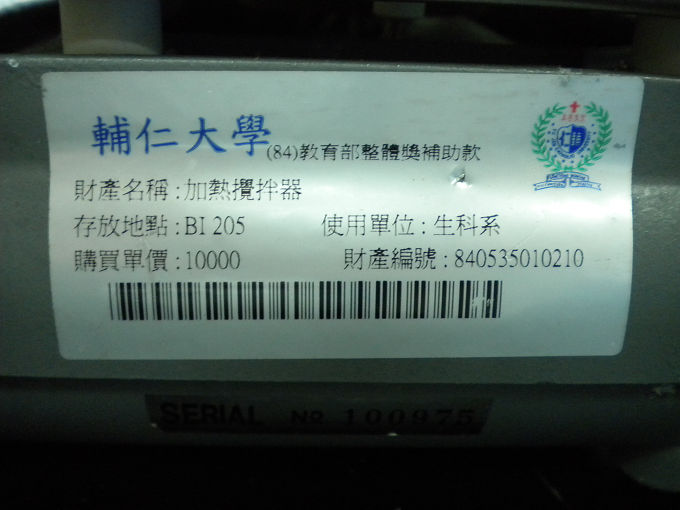 輔仁大學 (84)教育部整體獎補助款
財產名稱：加熱攪拌器
存放地點：BI 205 使用單位：生科系
購買單價：10000 財產編號：840535010210
SERIAL No 100975